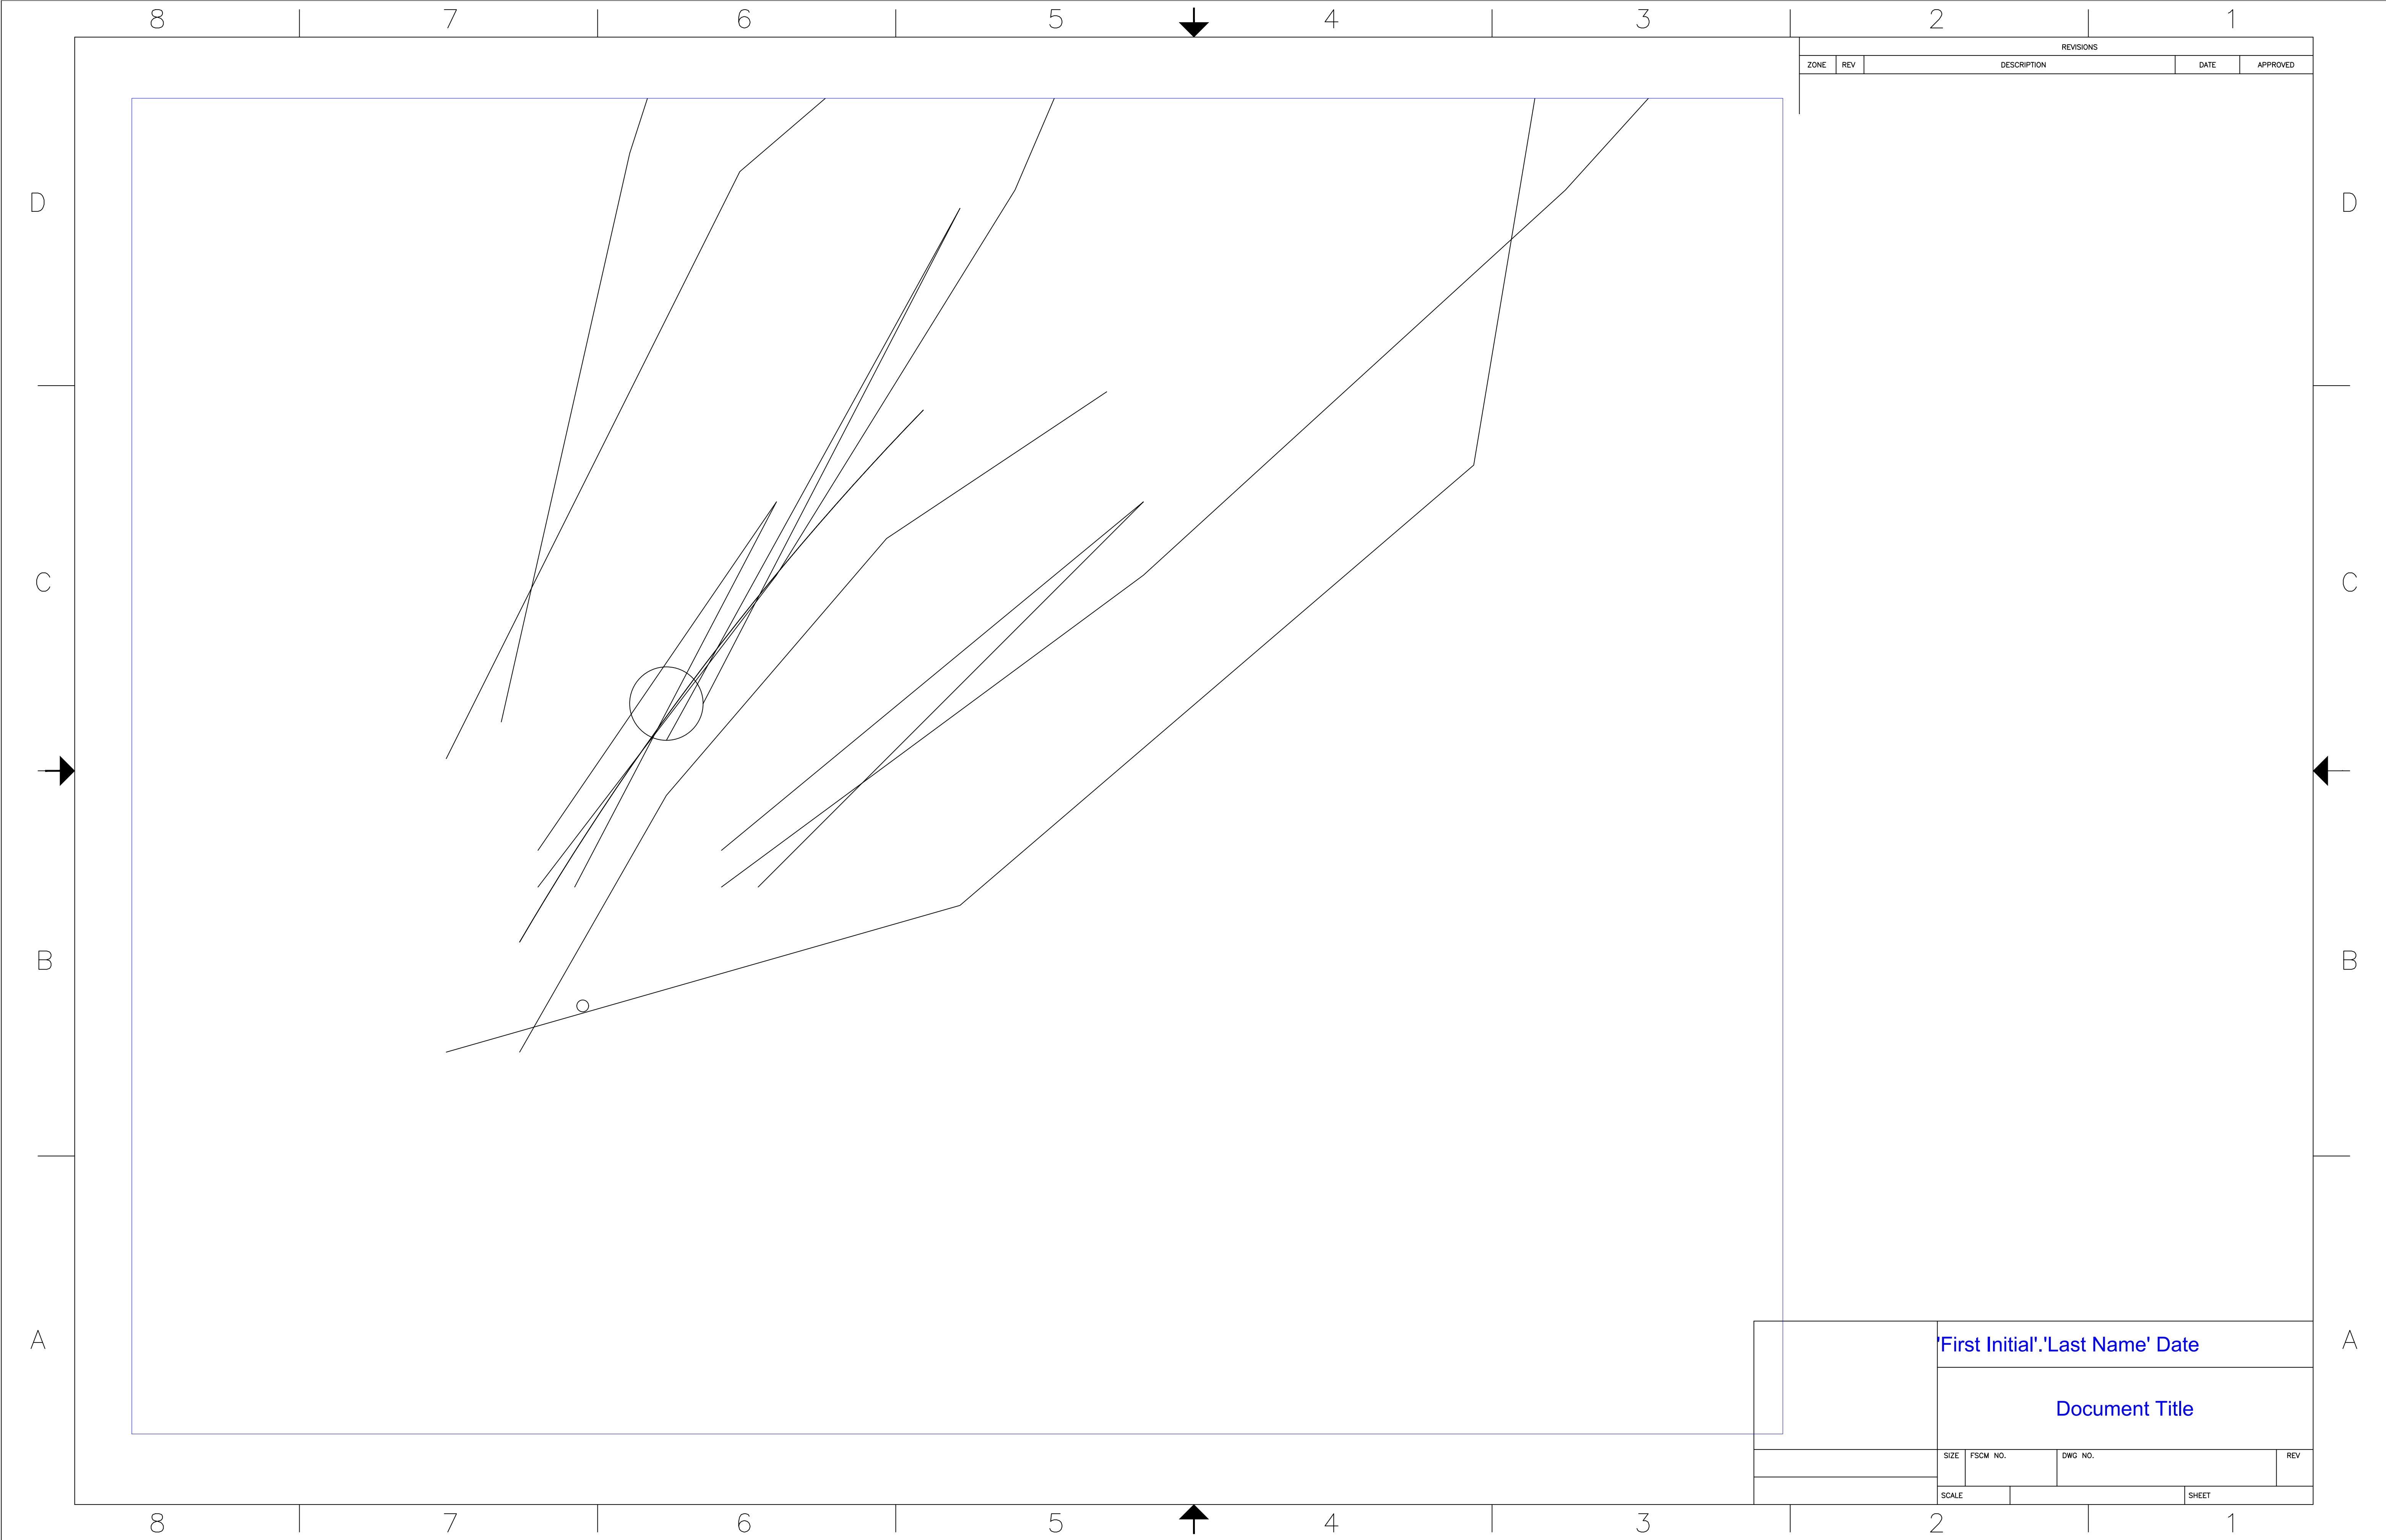 8 7 6 5 4 3 2 1
REVISIONS
ZONE REV DESCRIPTION DATE APPROVED
D D
C C
B B
A A
'First Initial'.'Last Name' Date
Document Title
SIZE FSCM NO. DWG NO. REV
SCALE SHEET
8 7 6 5 4 3 2 1